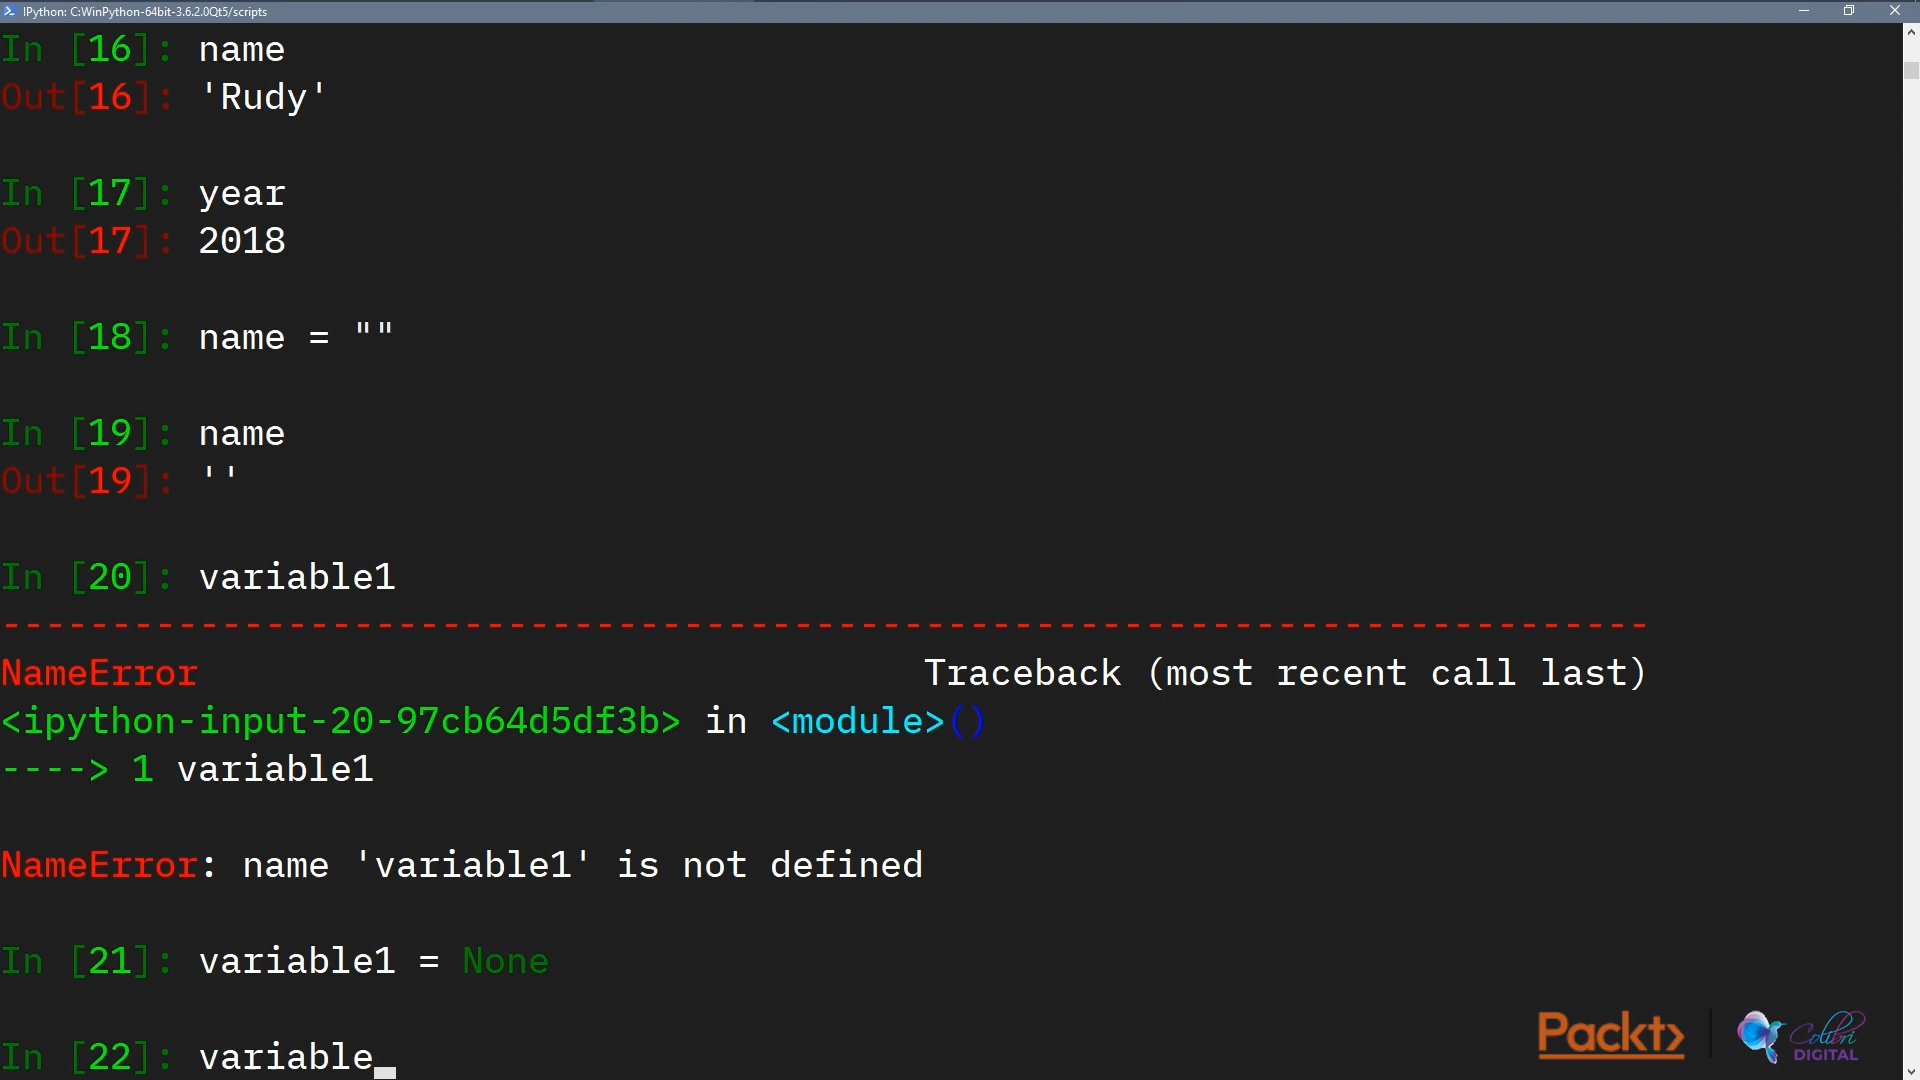 IPython: C:WinPython-64bit-3.6.2.0Qt5/scripts
In [16]: name
Out[16]: 'Rudy'
In [17]: year
Out[17]: 2018
In [18]: name = ""
In [19]: name
Out[19]: ''
In [20]: variable1
---------------------------------------------------------------------------
NameError Traceback (most recent call last)
<ipython-input-20-97cb64d5df3b> in <module>()
----> 1 variable1
NameError: name 'variable1' is not defined
In [21]: variable1 = None
In [22]: variable
Packt>
Colibri
DIGITAL